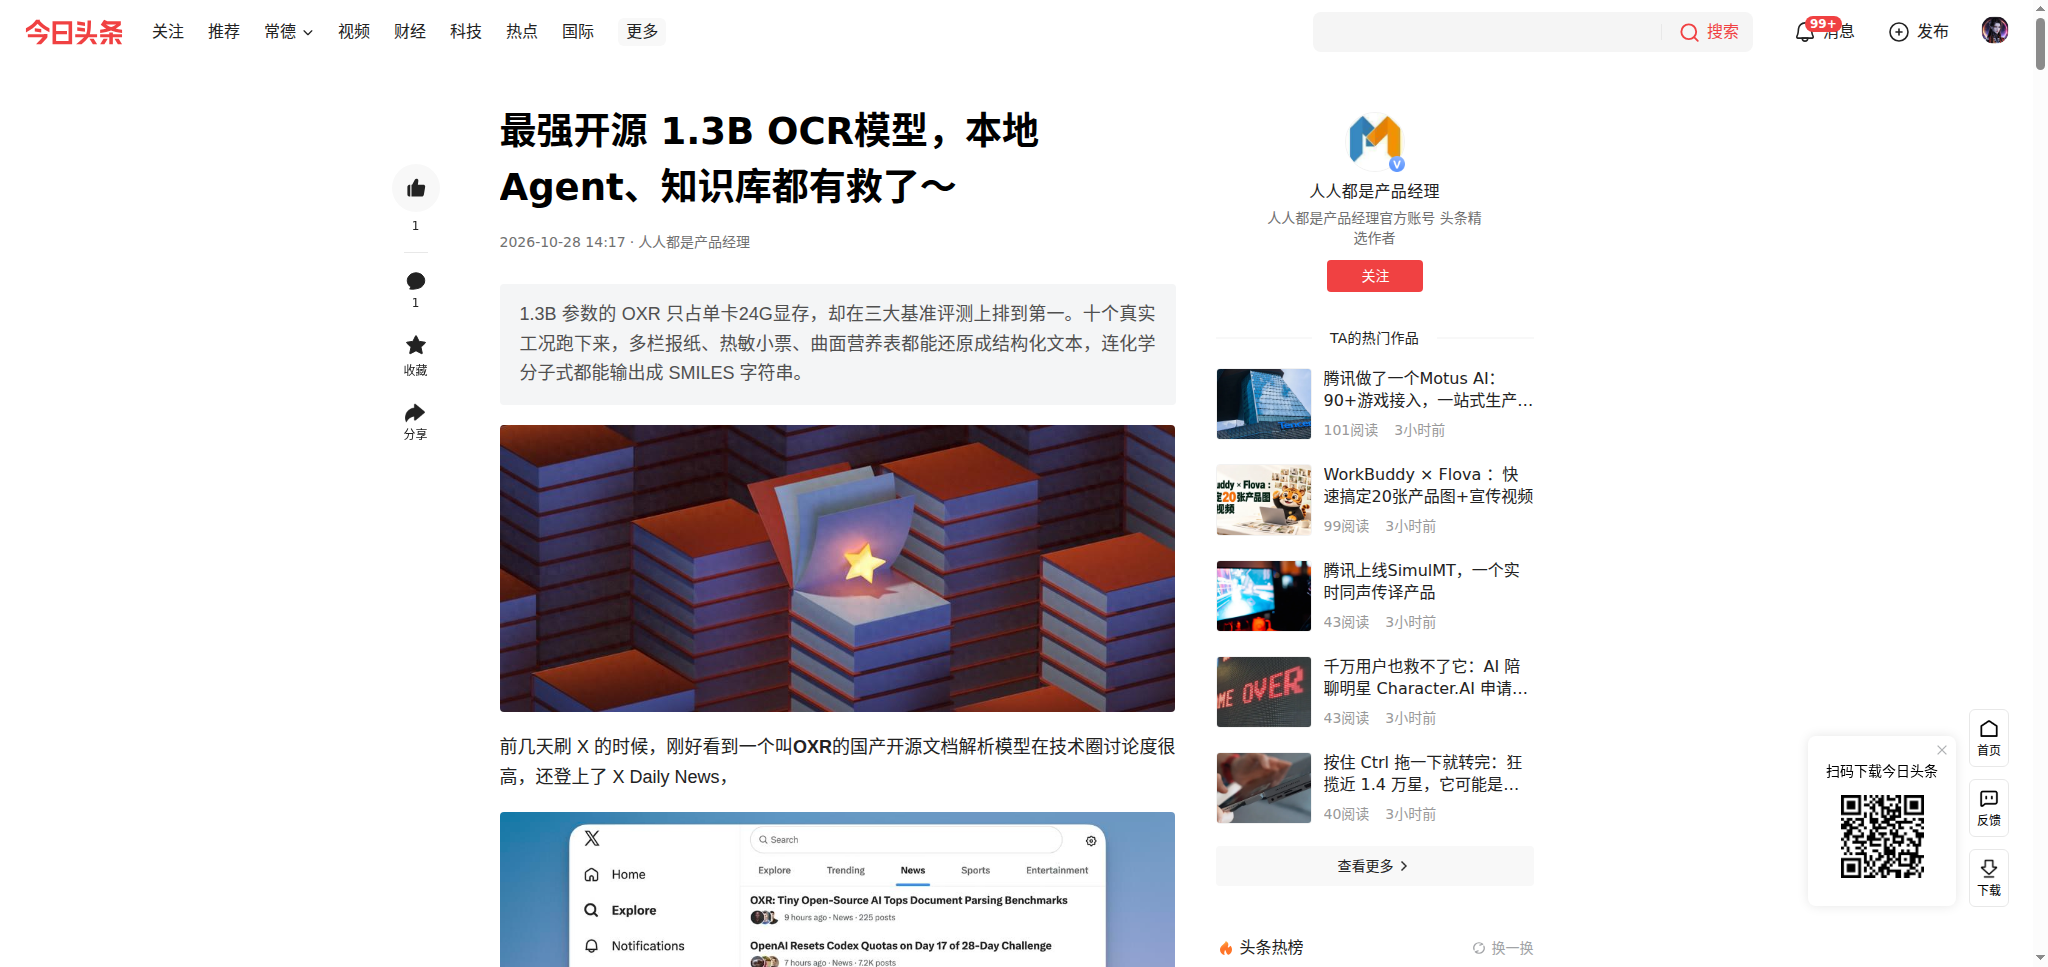 今日头条
关注
推荐
常德
视频
财经
科技
热点
国际
更多
搜索
99+
消息
发布
最强开源 1.3B OCR模型，本地
Agent、知识库都有救了～
2026-10-28 14:17 · 人人都是产品经理
1
1
收藏
分享
1.3B 参数的 OXR 只占单卡24G显存，却在三大基准评测上排到第一。十个真实
工况跑下来，多栏报纸、热敏小票、曲面营养表都能还原成结构化文本，连化学
分子式都能输出成 SMILES 字符串。
前几天刷 X 的时候，刚好看到一个叫OXR的国产开源文档解析模型在技术圈讨论度很
高，还登上了 X Daily News，
Search
Explore
Trending
News
Sports
Entertainment
Home
Explore
Notifications
OXR: Tiny Open-Source AI Tops Document Parsing Benchmarks
9 hours ago · News · 225 posts
OpenAI Resets Codex Quotas on Day 17 of 28-Day Challenge
7 hours ago · News · 7.2K posts
人人都是产品经理
人人都是产品经理官方账号 头条精
选作者
关注
TA的热门作品
腾讯做了一个Motus AI：
90+游戏接入，一站式生产…
101阅读 3小时前
WorkBuddy × Flova ：快
速搞定20张产品图+宣传视频
99阅读 3小时前
uddy × Flova：
定20张产品图
视频
腾讯上线SimulMT，一个实
时同声传译产品
43阅读 3小时前
千万用户也救不了它：AI 陪
聊明星 Character.AI 申请…
43阅读 3小时前
ME OVER
按住 Ctrl 拖一下就转完：狂
揽近 1.4 万星，它可能是…
40阅读 3小时前
查看更多
头条热榜
换一换
扫码下载今日头条
首页
反馈
下载